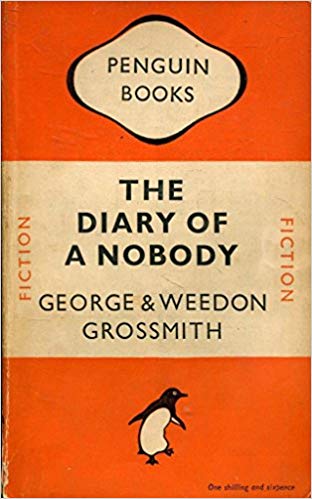 PENGUIN
BOOKS
THE
DIARY OF
A NOBODY
FICTION
FICTION
GEORGE & WEEDON
GROSSMITH
One shilling and sixpence